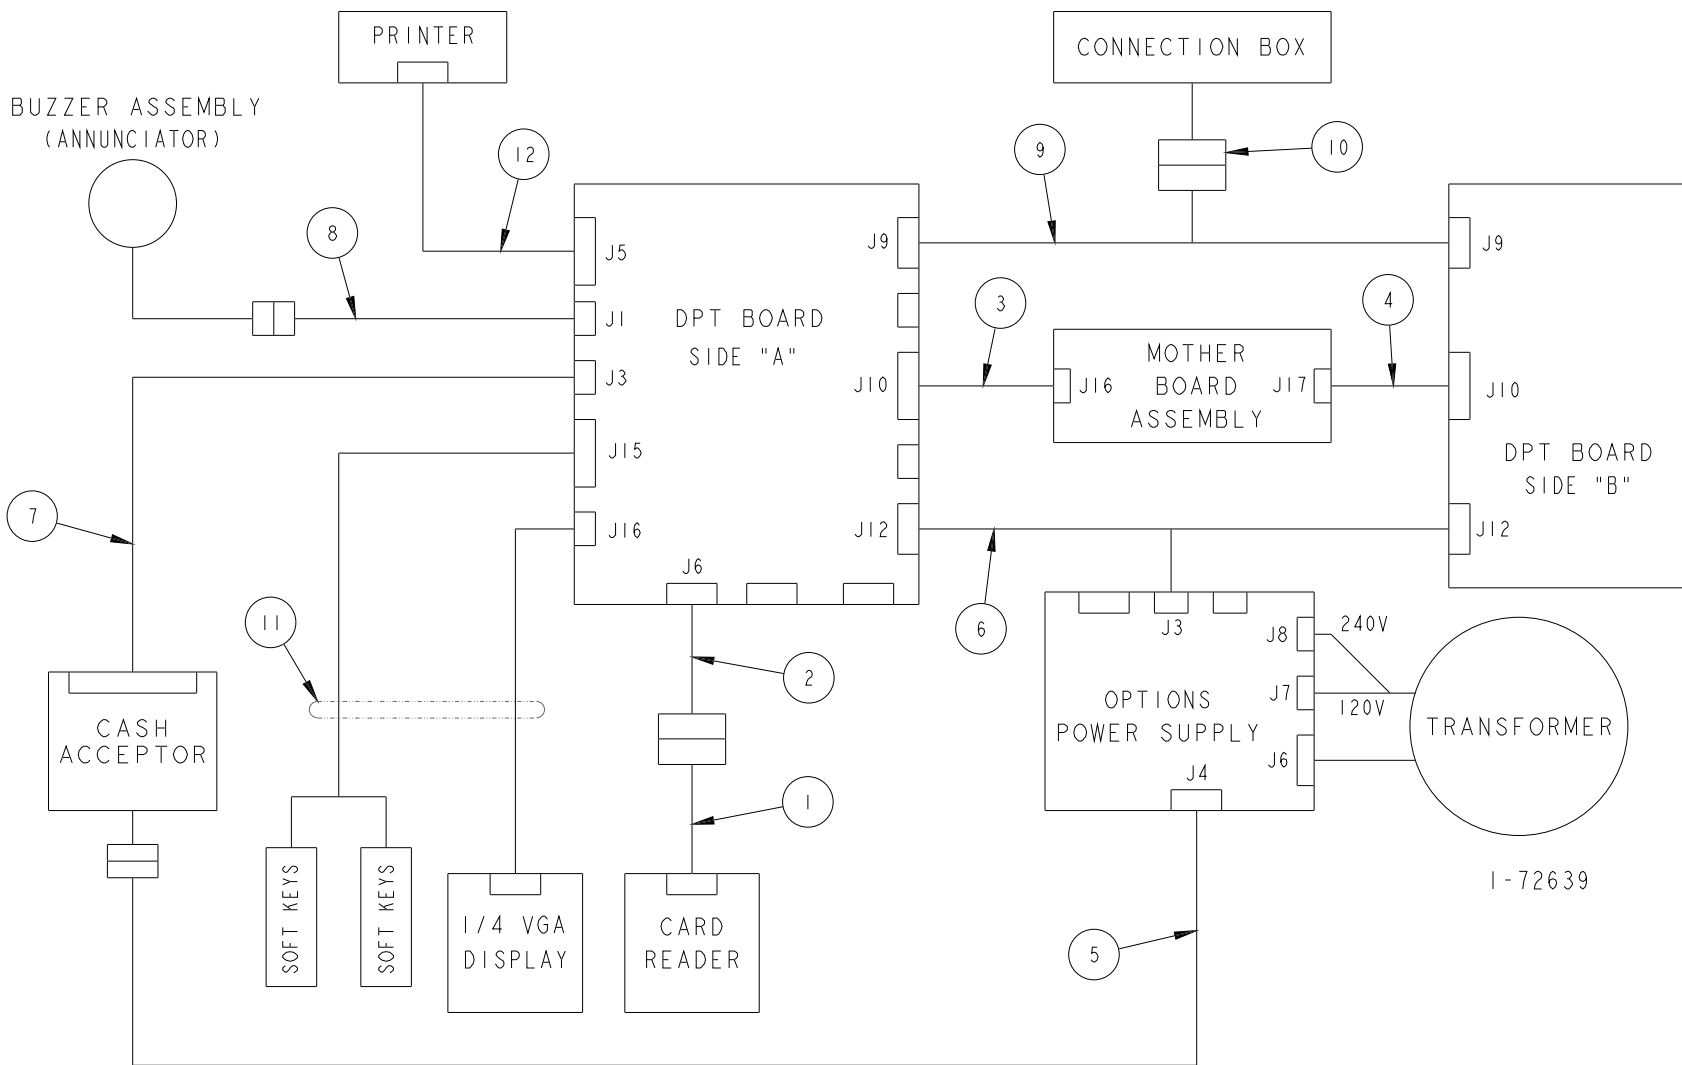 PRINTER
CONNECTION BOX
BUZZER ASSEMBLY
(ANNUNCIATOR)
12
9
10
8
J5
J9
J9
J1
DPT BOARD
SIDE "A"
3
4
J3
J10
J16
MOTHER
BOARD
ASSEMBLY
J17
J10
J15
DPT BOARD
SIDE "B"
7
J16
J12
J12
J6
11
6
J3
J8
240V
2
J7
120V
OPTIONS
POWER SUPPLY
TRANSFORMER
CASH
ACCEPTOR
J6
J4
1
1-72639
SOFT KEYS
SOFT KEYS
1/4 VGA
DISPLAY
CARD
READER
5